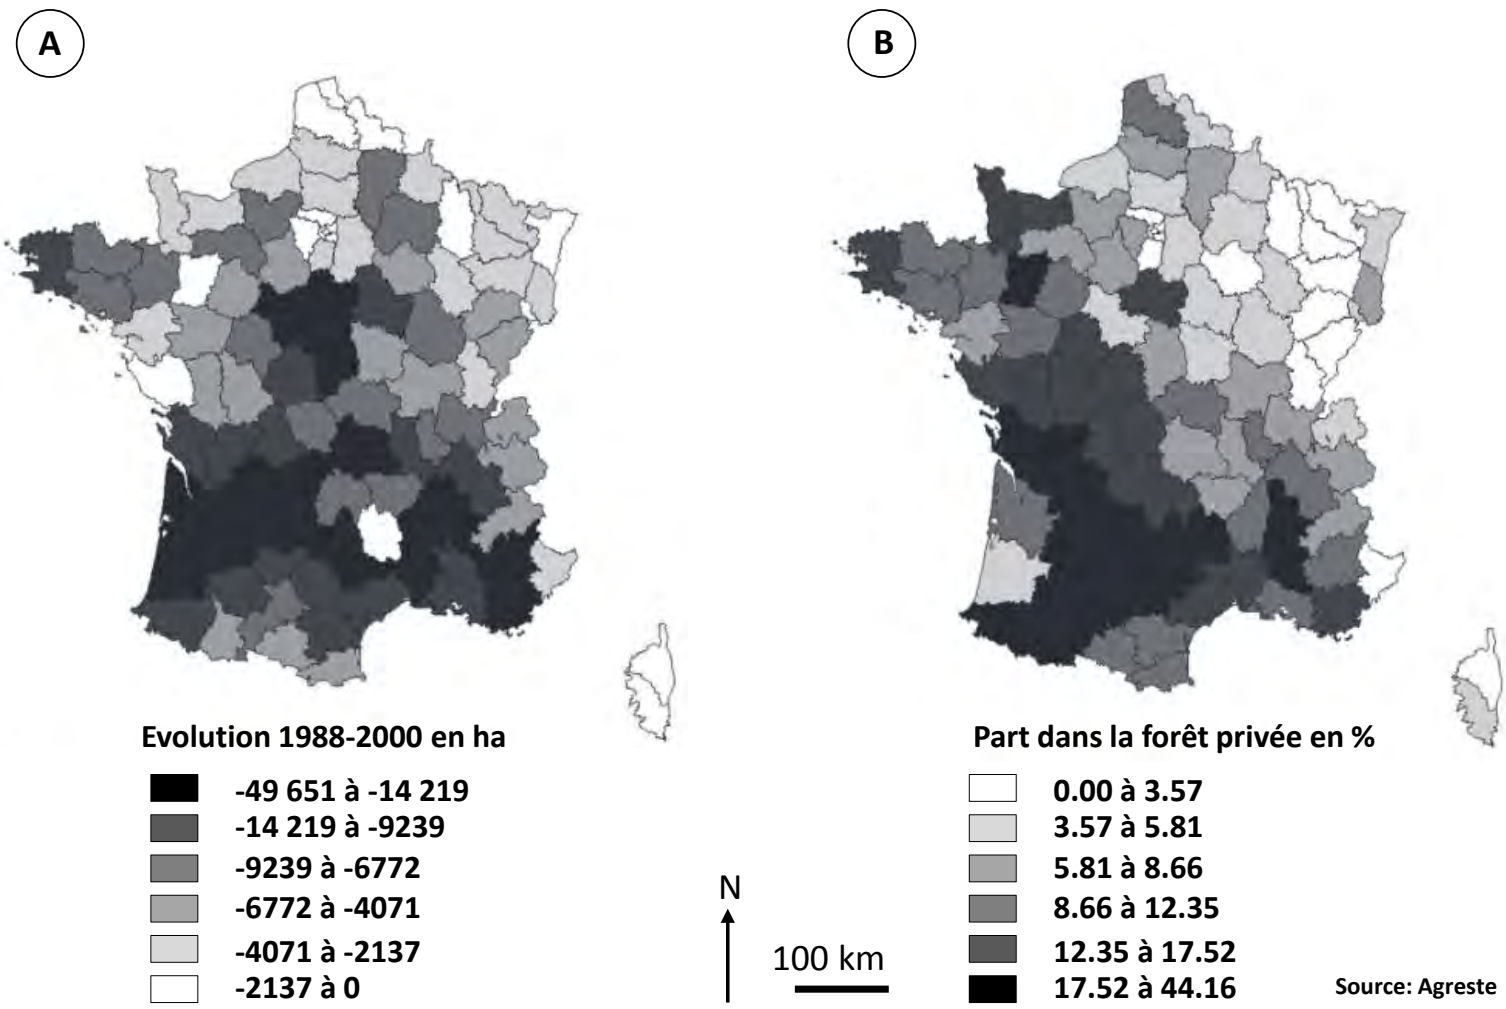 A
B
Evolution 1988-2000 en ha
-49 651 à -14 219
-14 219 à -9239
-9239 à -6772
-6772 à -4071
-4071 à -2137
-2137 à 0
N
100 km
Part dans la forêt privée en %
0.00 à 3.57
3.57 à 5.81
5.81 à 8.66
8.66 à 12.35
12.35 à 17.52
17.52 à 44.16
Source: Agreste